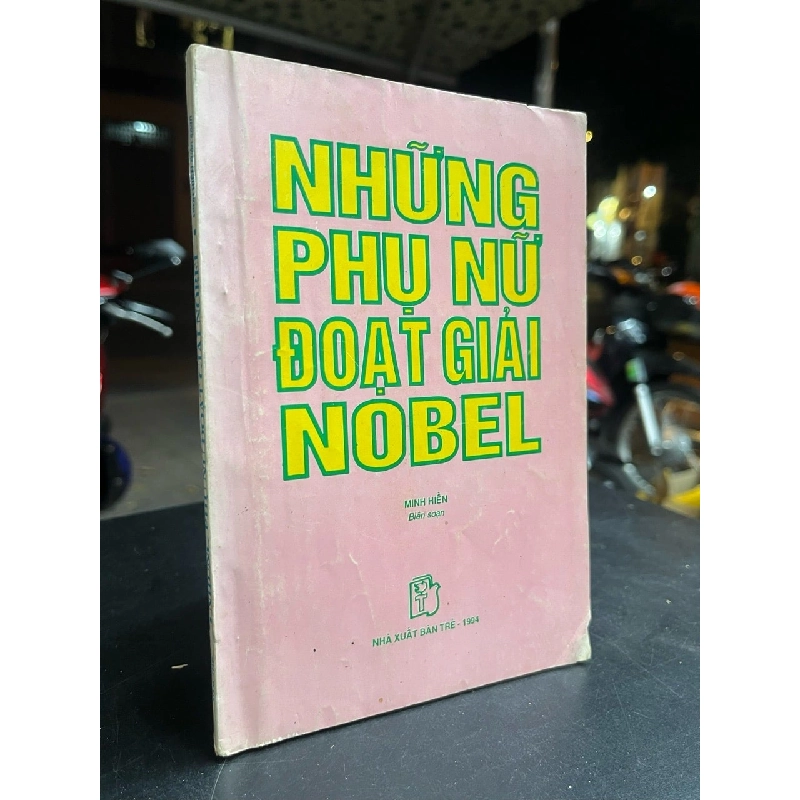 NHỮNG
PHỤ NỮ
ĐOẠT GIẢI
NOBEL
MINH HIỀN
Biên soạn
T
NHÀ XUẤT BẢN TRẺ - 1994